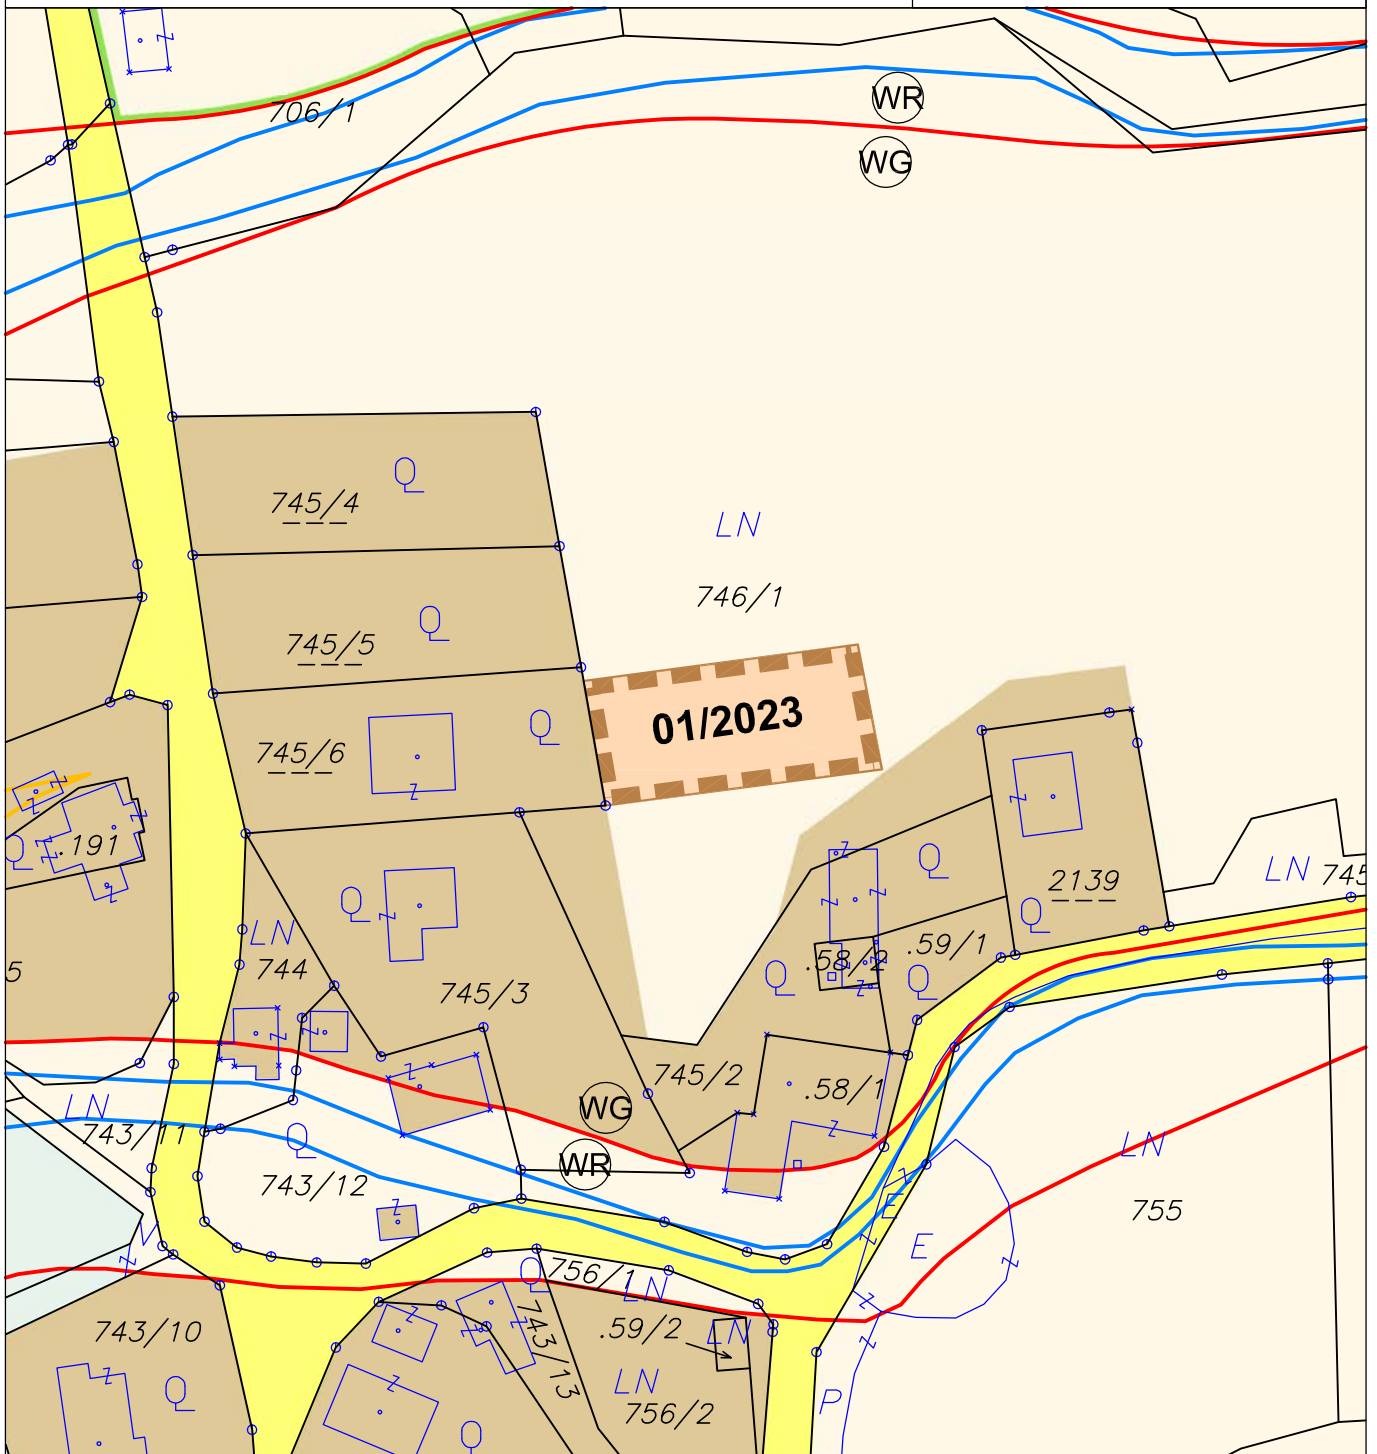 706/1
WR
WG
Q
745/4
LN
745/5
Q
746/1
745/6
Q
01/2023
Q
.191
Q
2139
LN
745
Q
Q
LN
.59/1
5
744
745/3
Q
.58/2
Q
745/2
.58/1
LN
WG
743/11
Q
WR
LN
743/12
E
755
E
Q
756/1
LN
743/10
743/13
.59/2
LN
Q
LN
756/2
P
Q